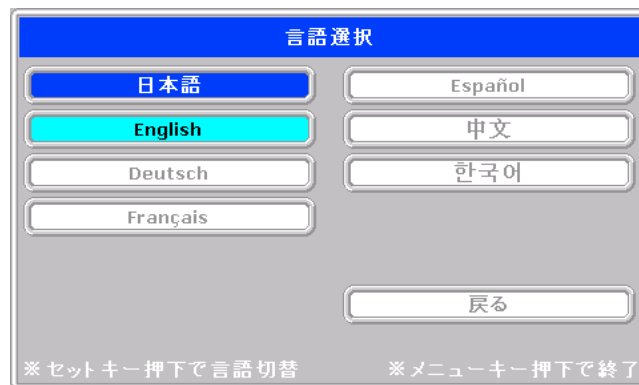 言語選択
日本語
Español
English
中文
Deutsch
한국어
Français
戻る
※セットキー押下で言語切替
※メニューキー押下で終了